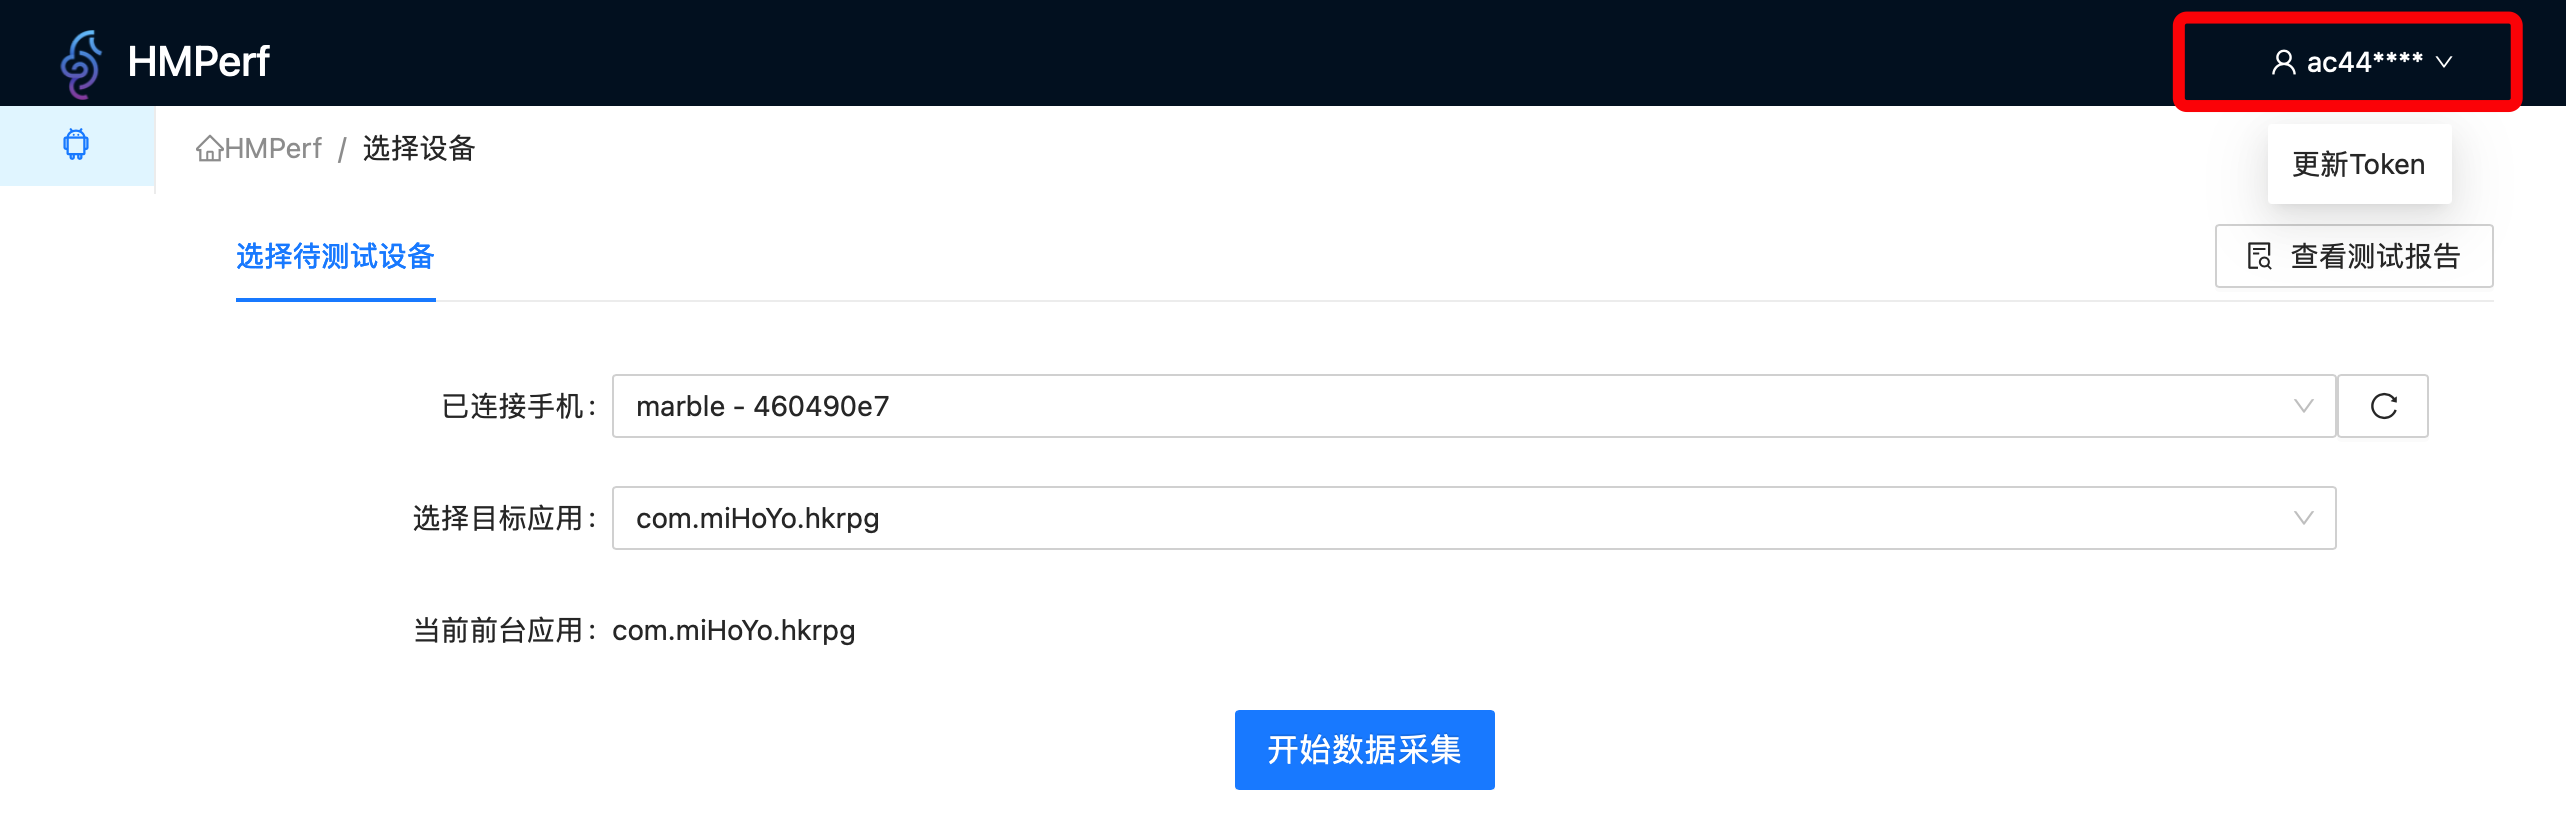 HMPerf
ac44****
HMPerf / 选择设备
更新Token
选择待测试设备
查看测试报告
已连接手机：
marble - 460490e7
选择目标应用：
com.miHoYo.hkrpg
当前前台应用：
com.miHoYo.hkrpg
开始数据采集